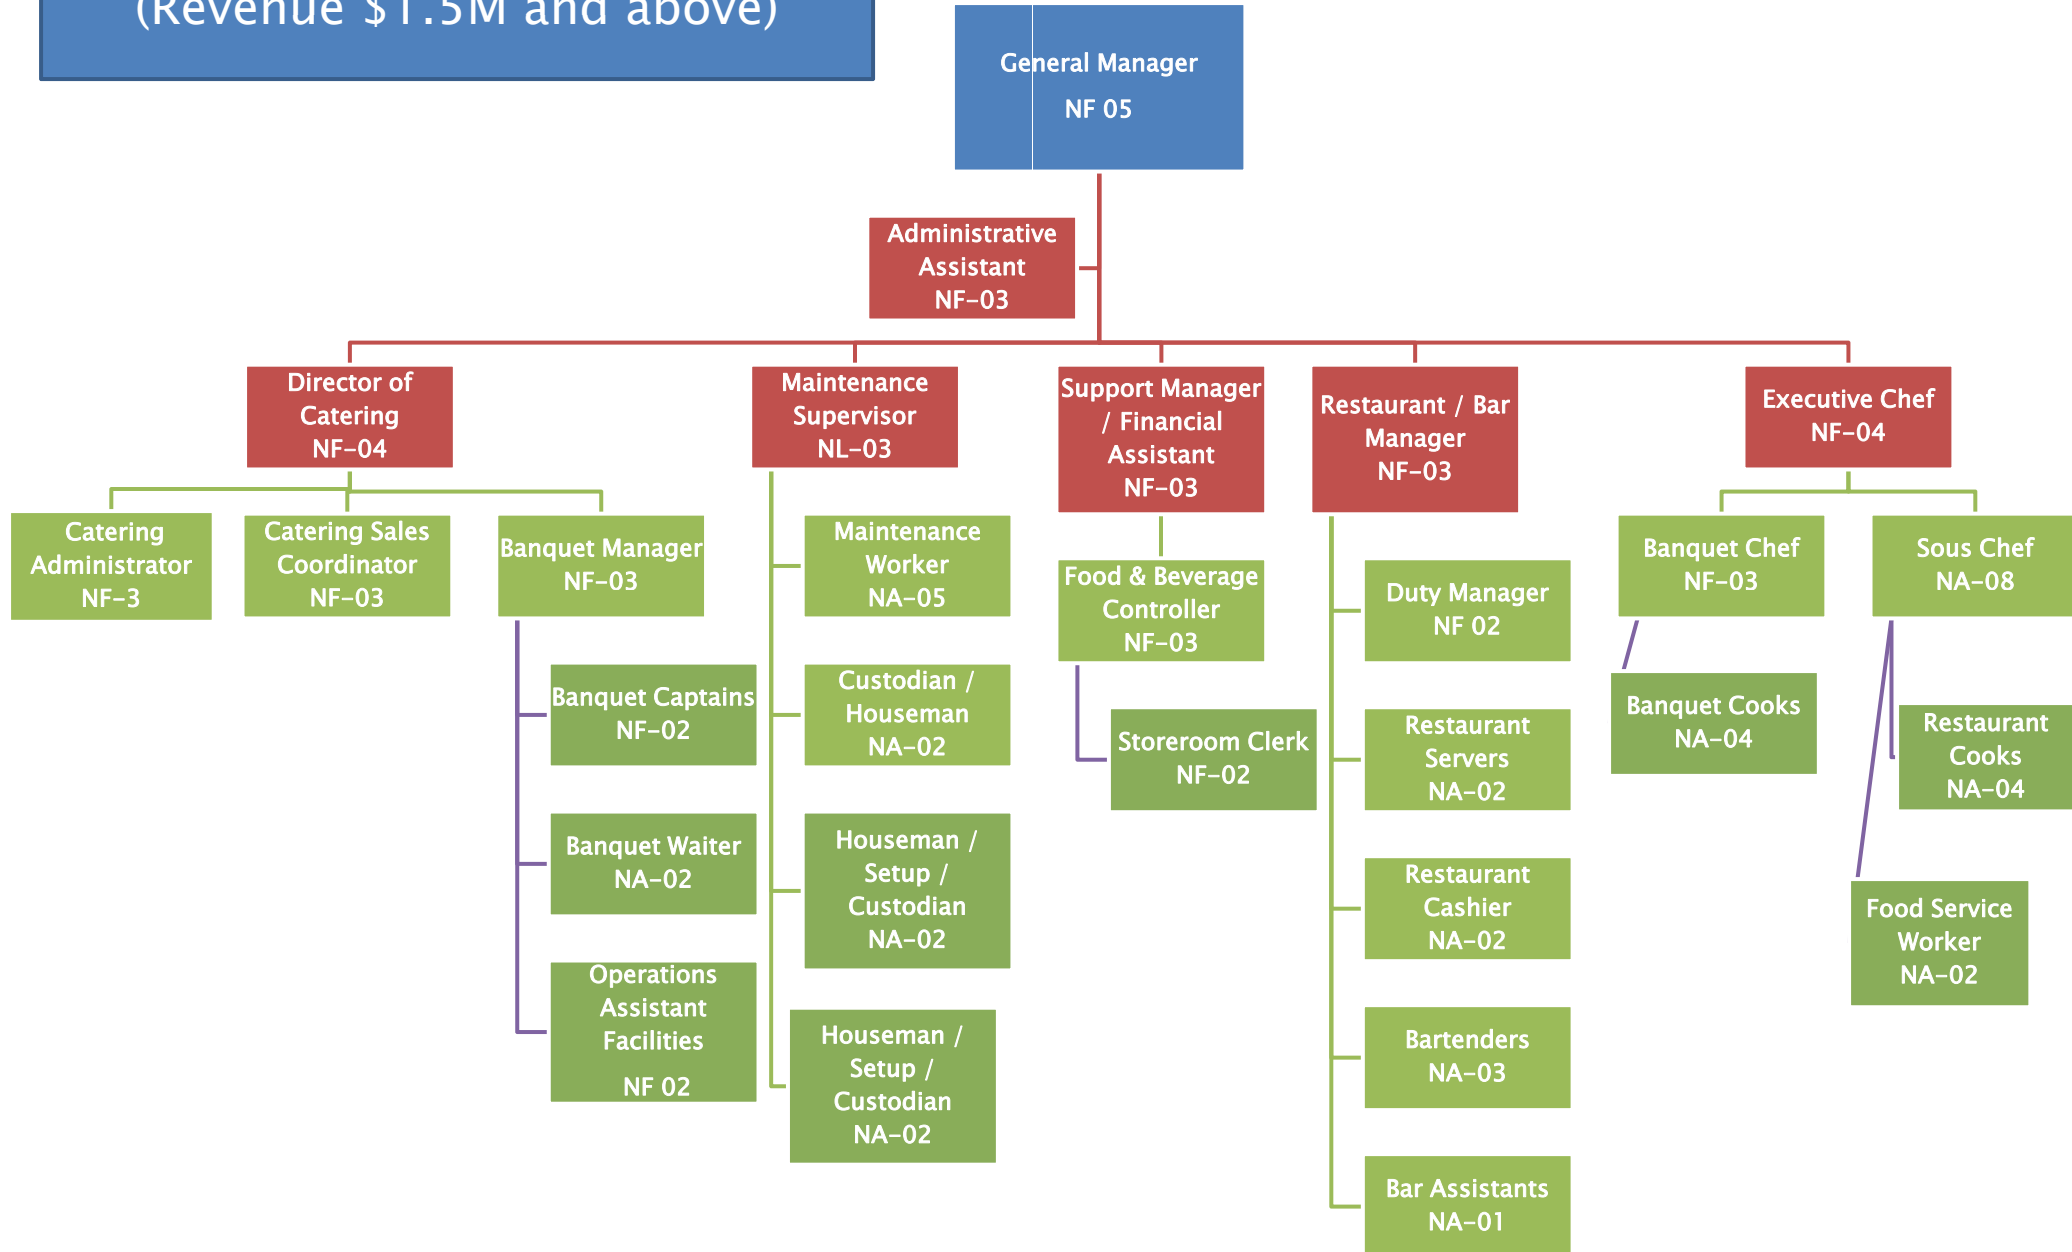 (Revenue $1.5M and above)
General Manager
NF 05
Administrative
Assistant
NF-03
Director of
Catering
NF-04
Maintenance
Supervisor
NL-03
Support Manager
/ Financial
Assistant
NF-03
Restaurant / Bar
Manager
NF-03
Executive Chef
NF-04
Catering
Administrator
NF-3
Catering Sales
Coordinator
NF-03
Banquet Manager
NF-03
Banquet Captains
NF-02
Banquet Waiter
NA-02
Operations
Assistant
Facilities
NF 02
Maintenance
Worker
NA-05
Custodian /
Houseman
NA-02
Houseman /
Setup /
Custodian
NA-02
Houseman /
Setup /
Custodian
NA-02
Food & Beverage
Controller
NF-03
Storeroom Clerk
NF-02
Duty Manager
NF 02
Restaurant
Servers
NA-02
Restaurant
Cashier
NA-02
Bartenders
NA-03
Bar Assistants
NA-01
Banquet Chef
NF-03
Banquet Cooks
NA-04
Sous Chef
NA-08
Restaurant
Cooks
NA-04
Food Service
Worker
NA-02